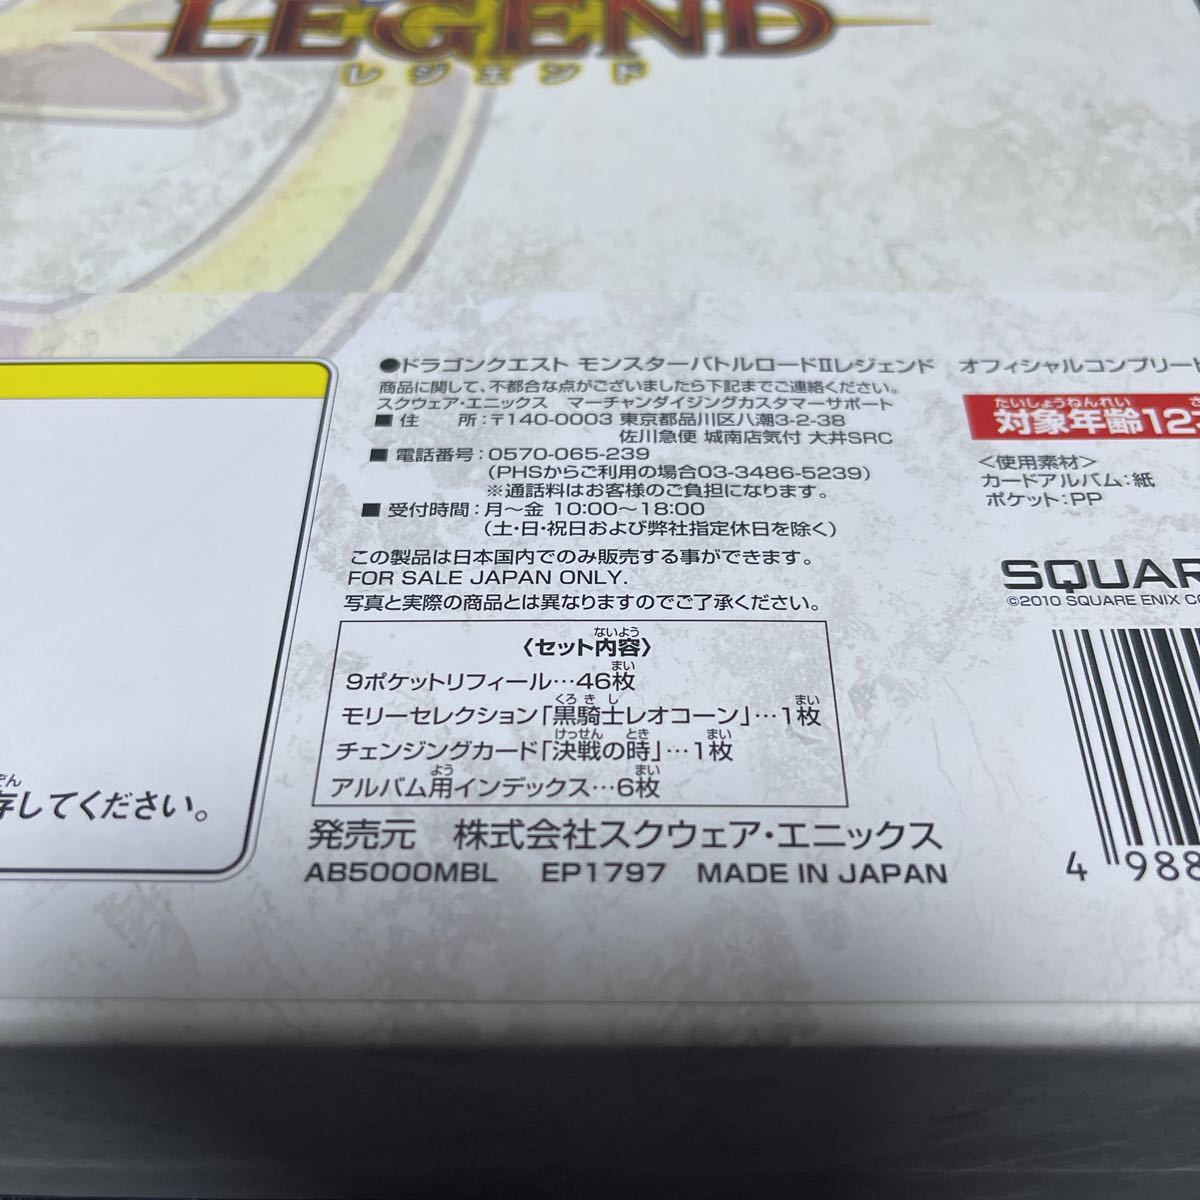 LEGEND
レジェンド
●ドラゴンクエスト モンスターバトルロードIIレジェンド オフィシャルコンプリート
商品に関して、不都合な点がございましたら下記までご連絡ください。
スクウェア・エニックス マーチャンダイジングカスタマーサポート
■ 住 所:〒140-0003 東京都品川区八潮3-2-38
佐川急便 城南店気付 大井SRC
■ 電話番号:0570-065-239
(PHSからご利用の場合03-3486-5239)
※通話料はお客様のご負担になります。
■ 受付時間:月〜金 10:00〜18:00
(土・日・祝日および弊社指定休日を除く)
この製品は日本国内でのみ販売する事ができます。
FOR SALE JAPAN ONLY.
写真と実際の商品とは異なりますのでご了承ください。
ないよう
〈セット内容〉
まい
9ポケットリフィール…46枚
くろきし まい
モリーセレクション「黒騎士レオコーン」…1枚
けっせん とき まい
チェンジングカード「決戦の時」…1枚
よう まい
アルバム用インデックス…6枚
発売元 株式会社スクウェア・エニックス
AB5000MBL EP1797 MADE IN JAPAN
たいしょうねんれい
対象年齢12
<使用素材>
カードアルバム:紙
ポケット:PP
SQUAR
©2010 SQUARE ENIX CO
4 988
ぞん
存してください。